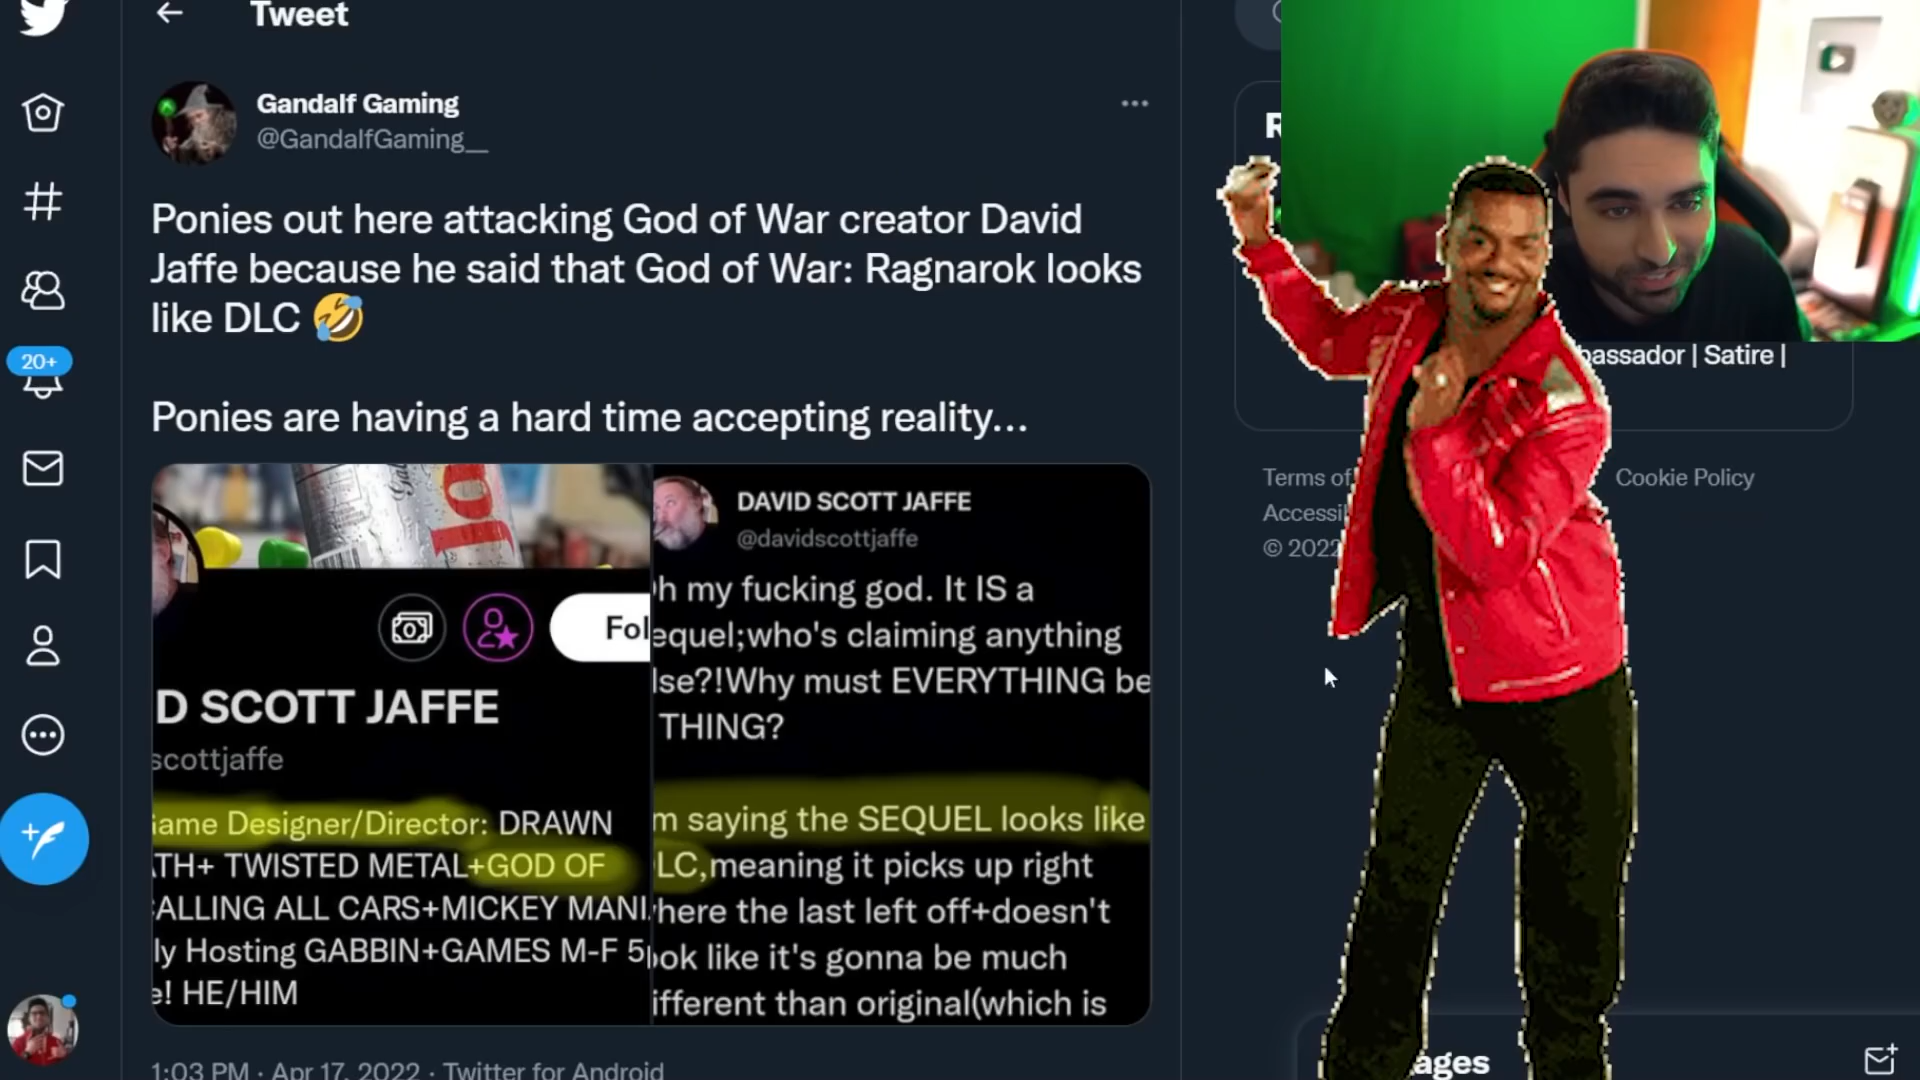 Tweet
Gandalf Gaming
@GandalfGaming__
Ponies out here attacking God of War creator David
Jaffe because he said that God of War: Ragnarok looks
like DLC 🤣
Ponies are having a hard time accepting reality...
20+
Fol
D SCOTT JAFFE
scottjaffe
ame Designer/Director: DRAWN
ATH+ TWISTED METAL+GOD OF
CALLING ALL CARS+MICKEY MANI
ly Hosting GABBIN+GAMES M-F 5p
e! HE/HIM
DAVID SCOTT JAFFE
@davidscottjaffe
h my fucking god. It IS a
equel;who's claiming anything
lse?!Why must EVERYTHING be
THING?
m saying the SEQUEL looks like
LC,meaning it picks up right
here the last left off+doesn't
ook like it's gonna be much
ifferent than original(which is
1:03 PM · Apr 17, 2022 · Twitter for Android
R
bassador | Satire |
Terms of
Cookie Policy
Accessi
© 2022
ages